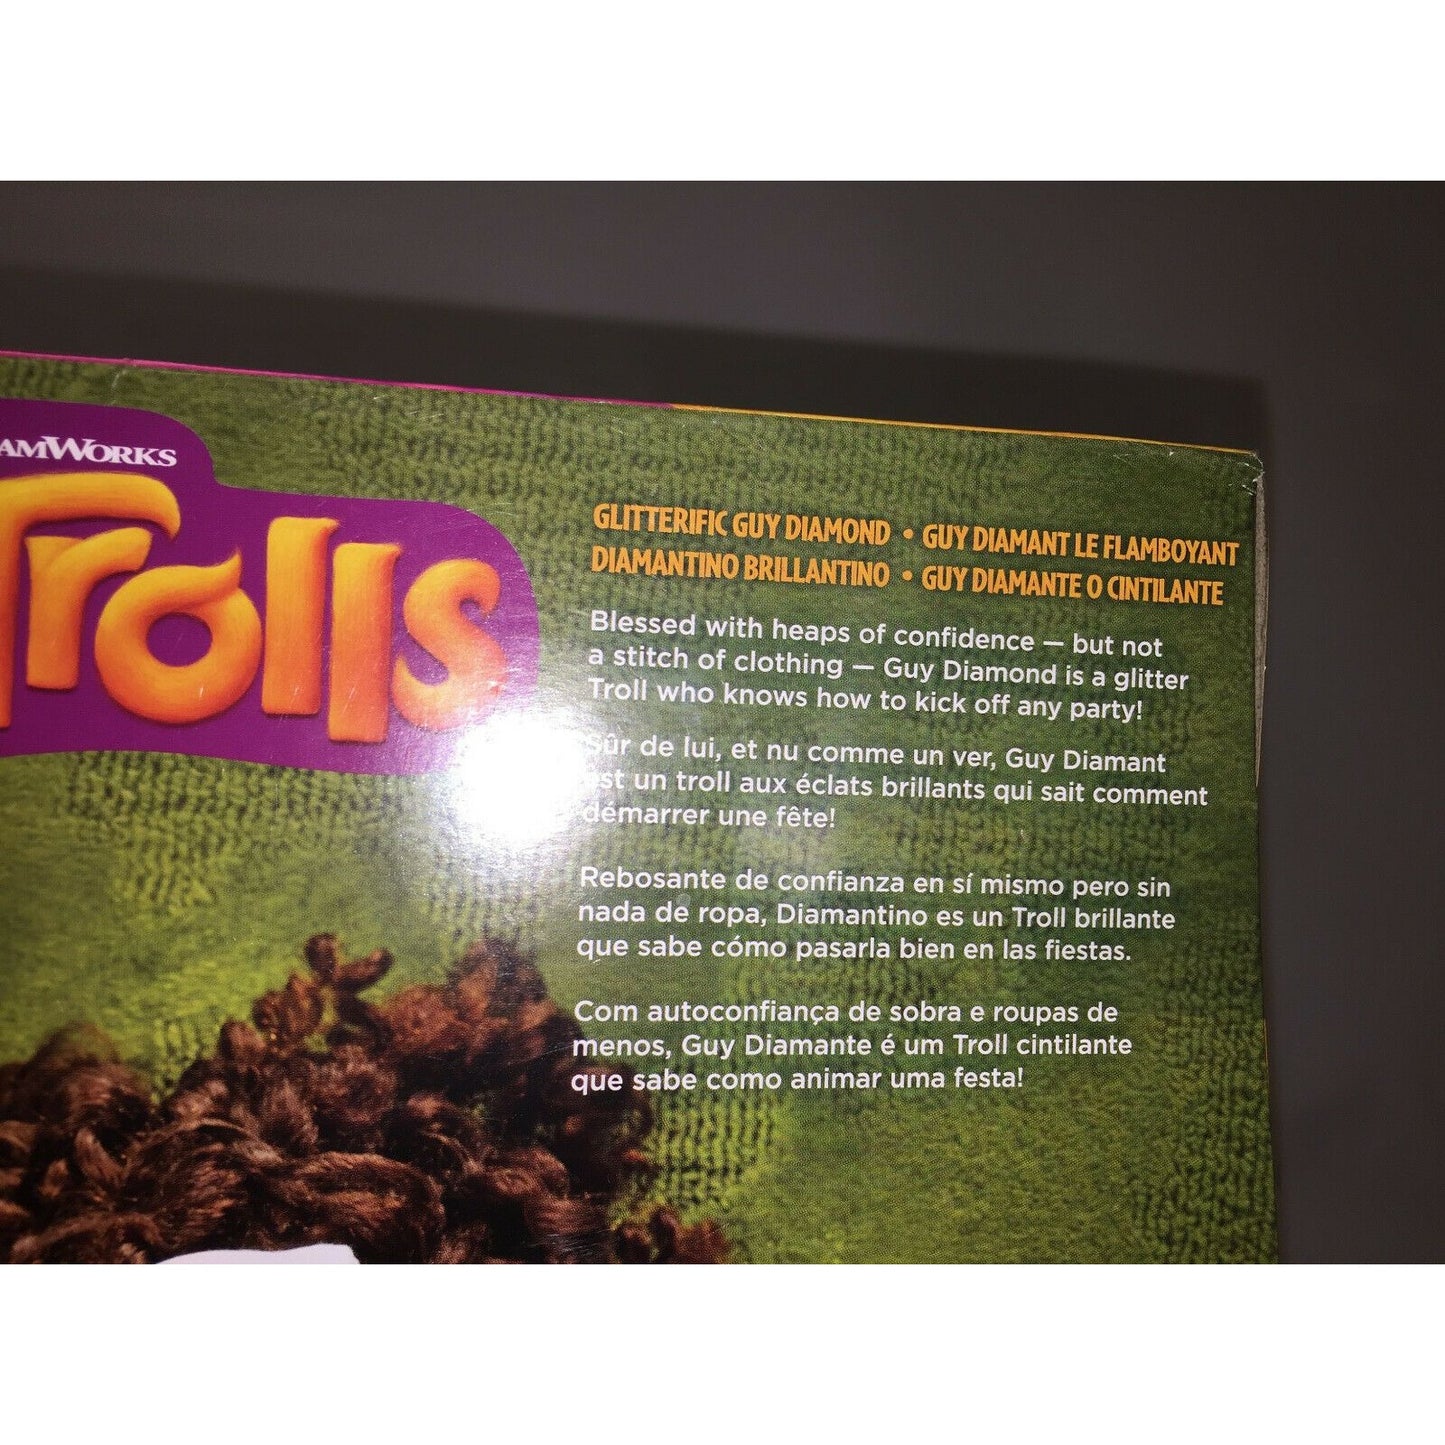 AMWORKS
Trolls
GLITTERIFIC GUY DIAMOND • GUY DIAMANT LE FLAMBOYANT
DIAMANTINO BRILLANTINO • GUY DIAMANTE O CINTILANTE
Blessed with heaps of confidence — but not
a stitch of clothing — Guy Diamond is a glitter
Troll who knows how to kick off any party!
Sûr de lui, et nu comme un ver, Guy Diamant
est un troll aux éclats brillants qui sait comment
démarrer une fête!
Rebosante de confianza en sí mismo pero sin
nada de ropa, Diamantino es un Troll brillante
que sabe cómo pasarla bien en las fiestas.
Com autoconfiança de sobra e roupas de
menos, Guy Diamante é um Troll cintilante
que sabe como animar uma festa!